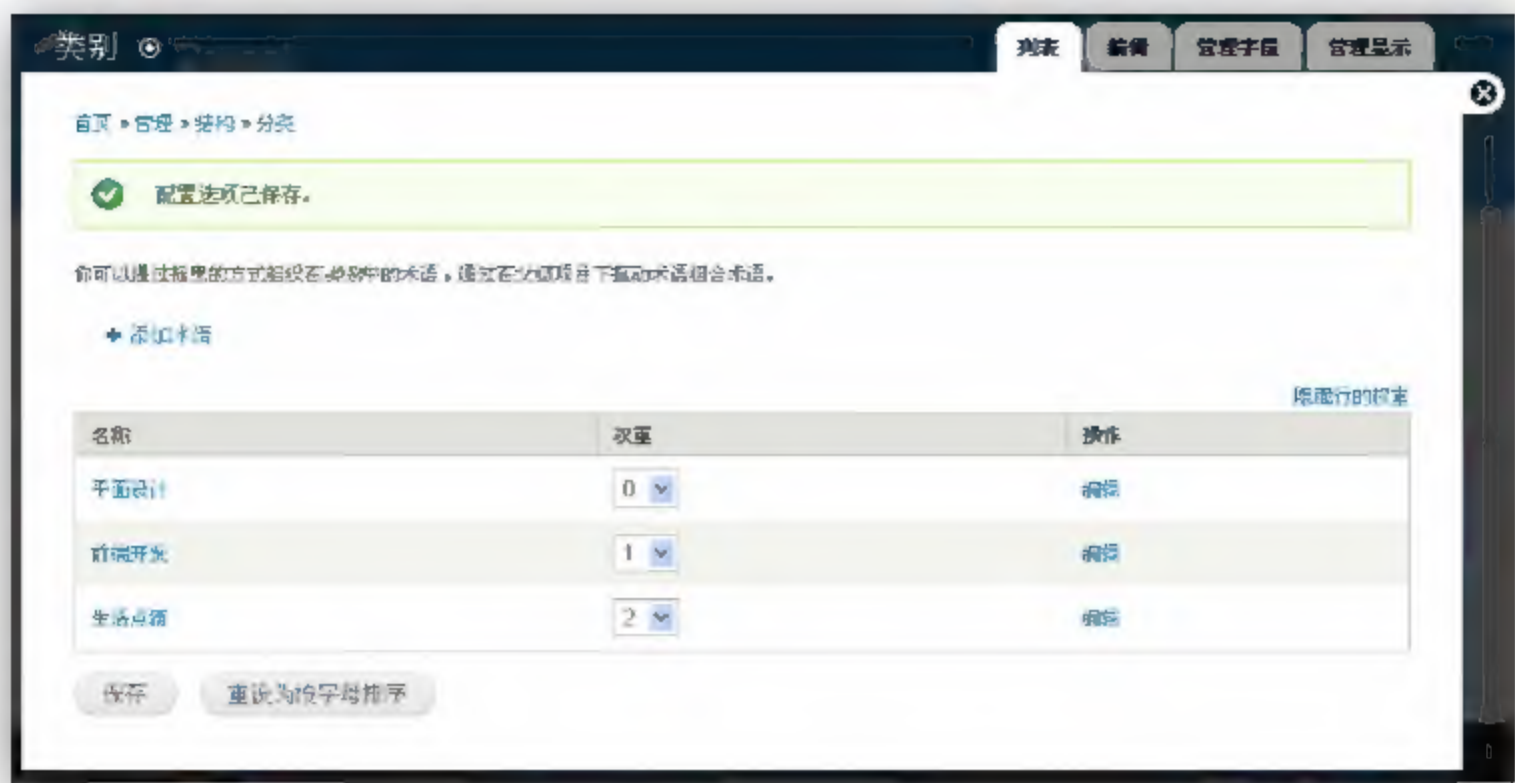 类别
列表 编辑 管理字段 管理显示
首页 » 管理 » 结构 » 分类
配置选项已保存。
你可以通过拖曳的方式组织在类别中的术语，通过在父项项目下拖动术语组合术语。
添加术语
隐藏行的权重
名称 权重 操作
平面设计 0 编辑
前端开发 1 编辑
生活点滴 2 编辑
保存 重设为按字母排序